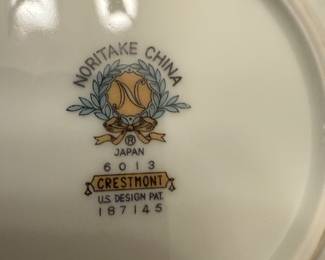 NORITAKE CHINA
N
®
JAPAN
6013
CRESTMONT
U.S. DESIGN PAT.
187145